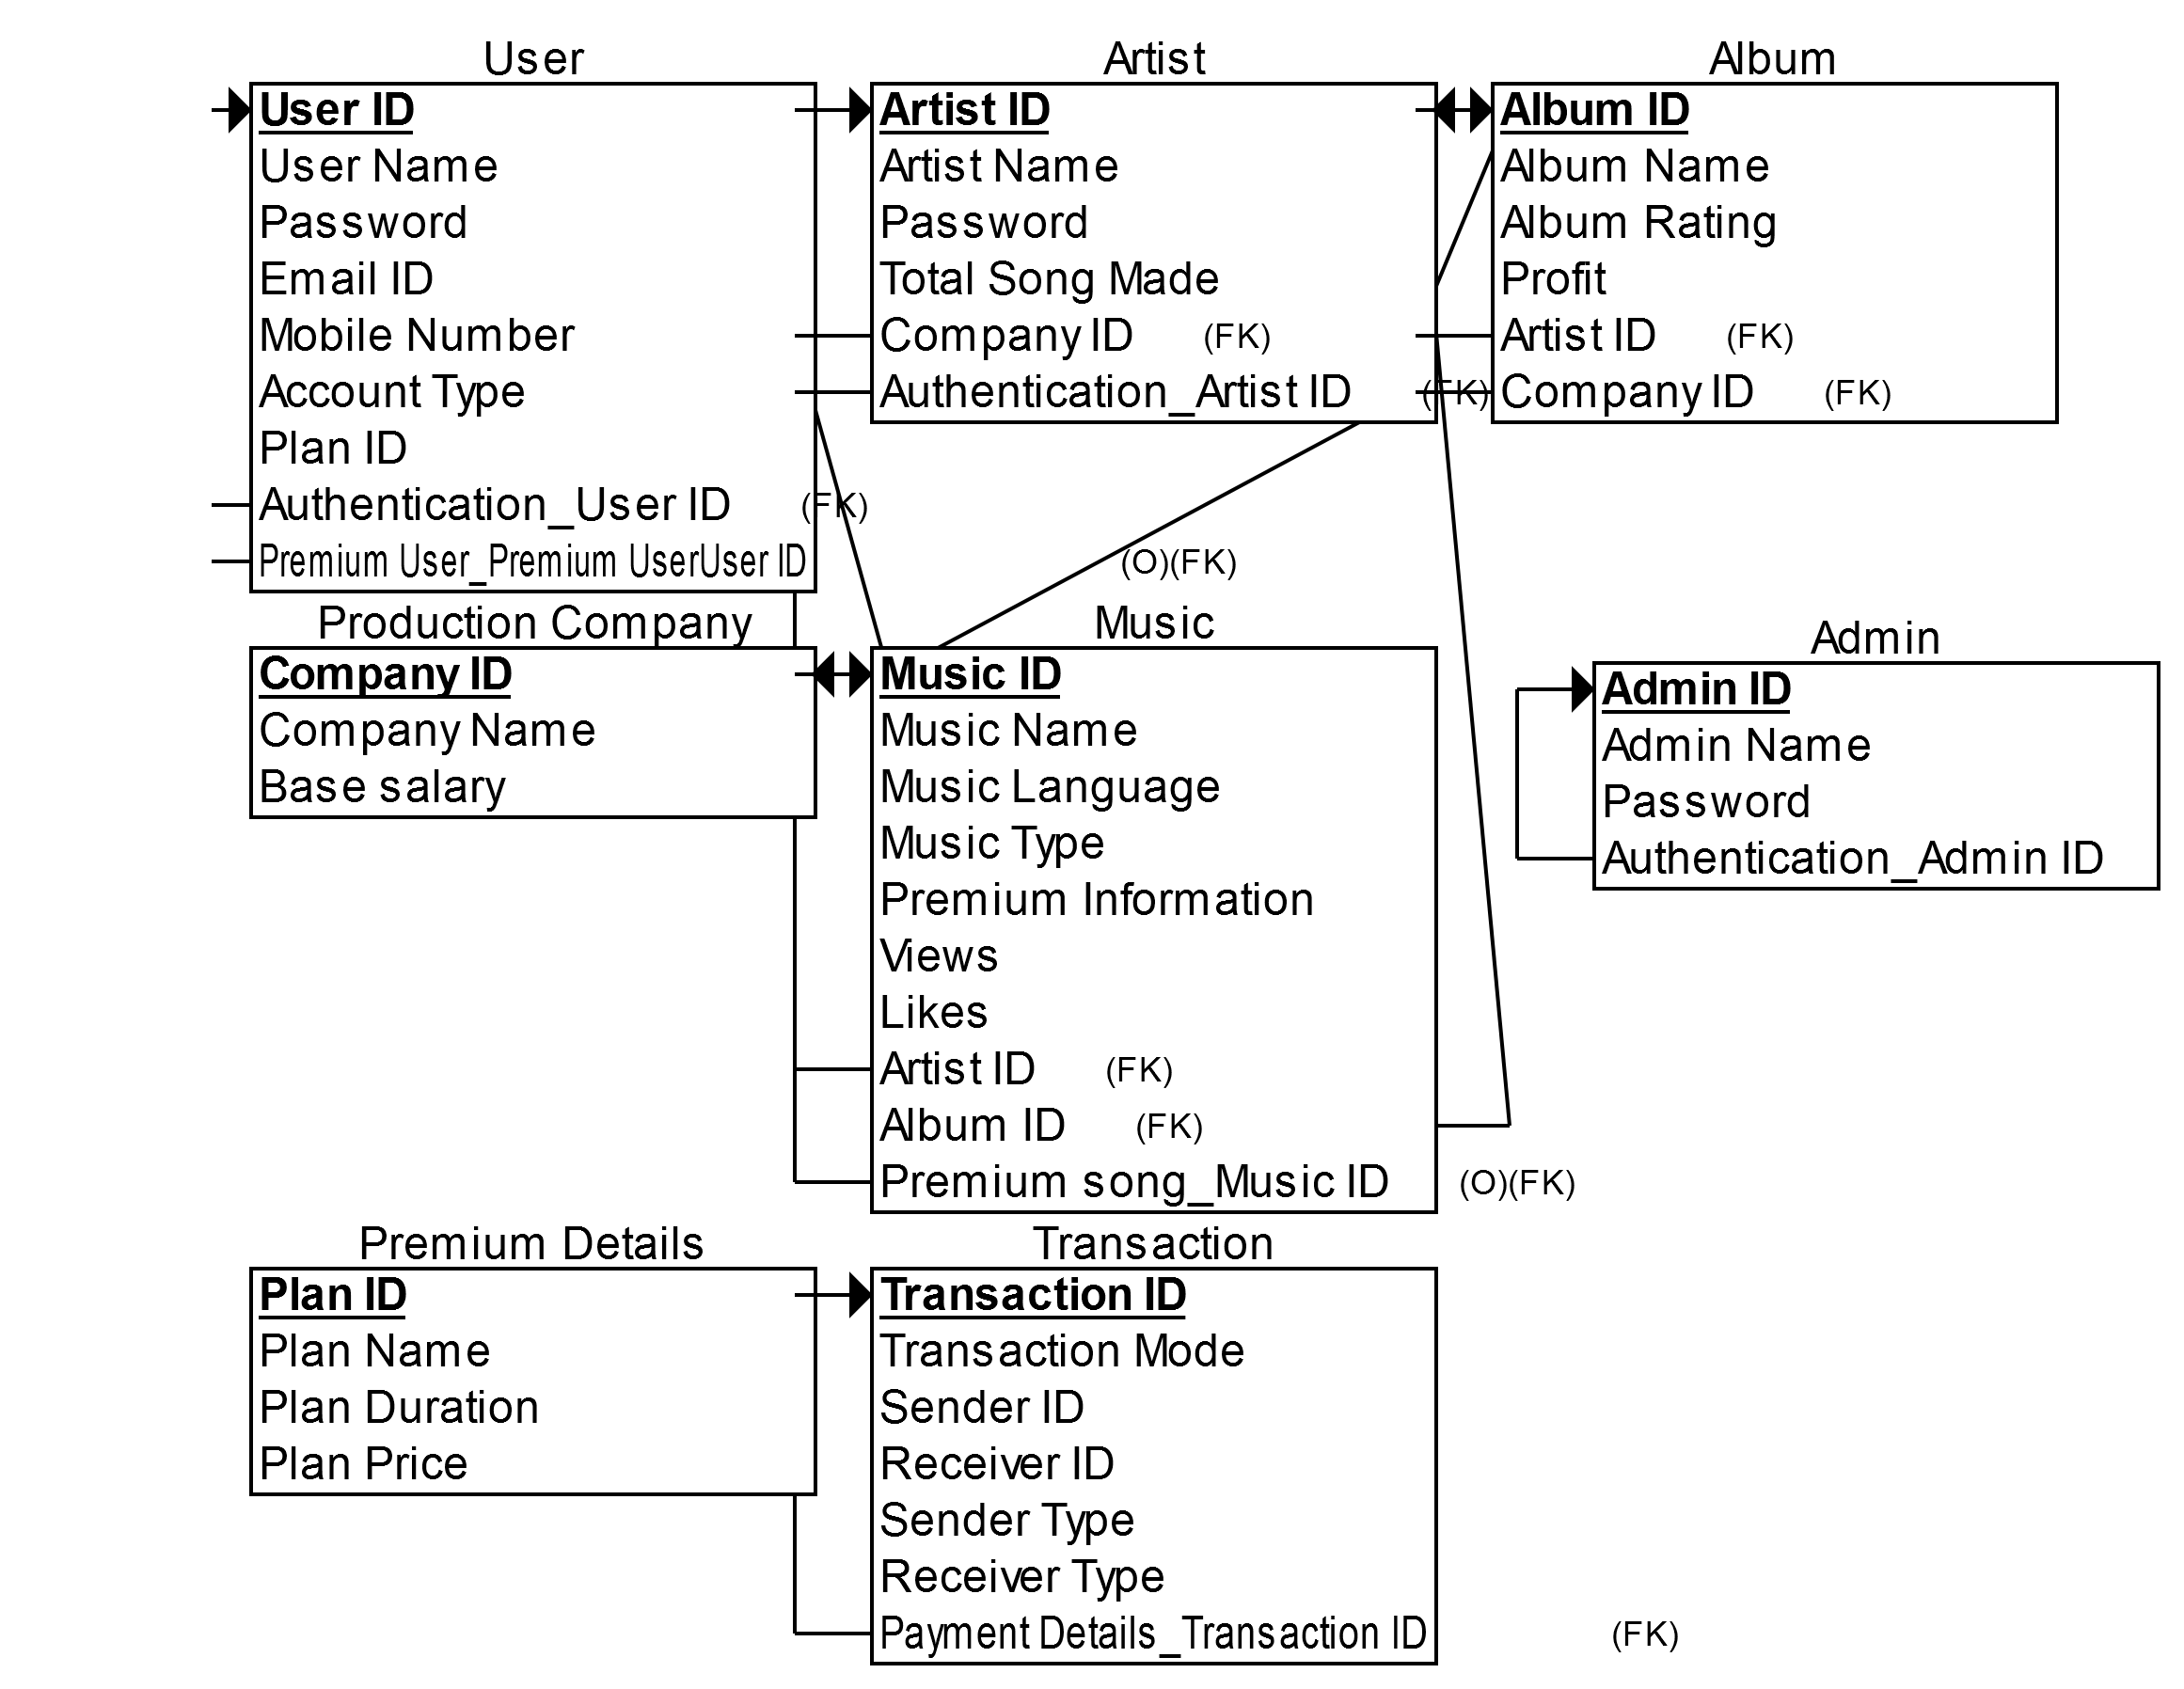 User
User ID
User Name
Password
Email ID
Mobile Number
Account Type
Plan ID
Authentication_User ID (FK)
Premium User_Premium UserUser ID (O)(FK)
Artist
Artist ID
Artist Name
Password
Total Song Made
Company ID (FK)
Authentication_Artist ID (FK)
Album
Album ID
Album Name
Album Rating
Profit
Artist ID (FK)
Company ID (FK)
Production Company
Company ID
Company Name
Base salary
Music
Music ID
Music Name
Music Language
Music Type
Premium Information
Views
Likes
Artist ID (FK)
Album ID (FK)
Premium song_Music ID (O)(FK)
Admin
Admin ID
Admin Name
Password
Authentication_Admin ID
Premium Details
Plan ID
Plan Name
Plan Duration
Plan Price
Transaction
Transaction ID
Transaction Mode
Sender ID
Receiver ID
Sender Type
Receiver Type
Payment Details_Transaction ID (FK)